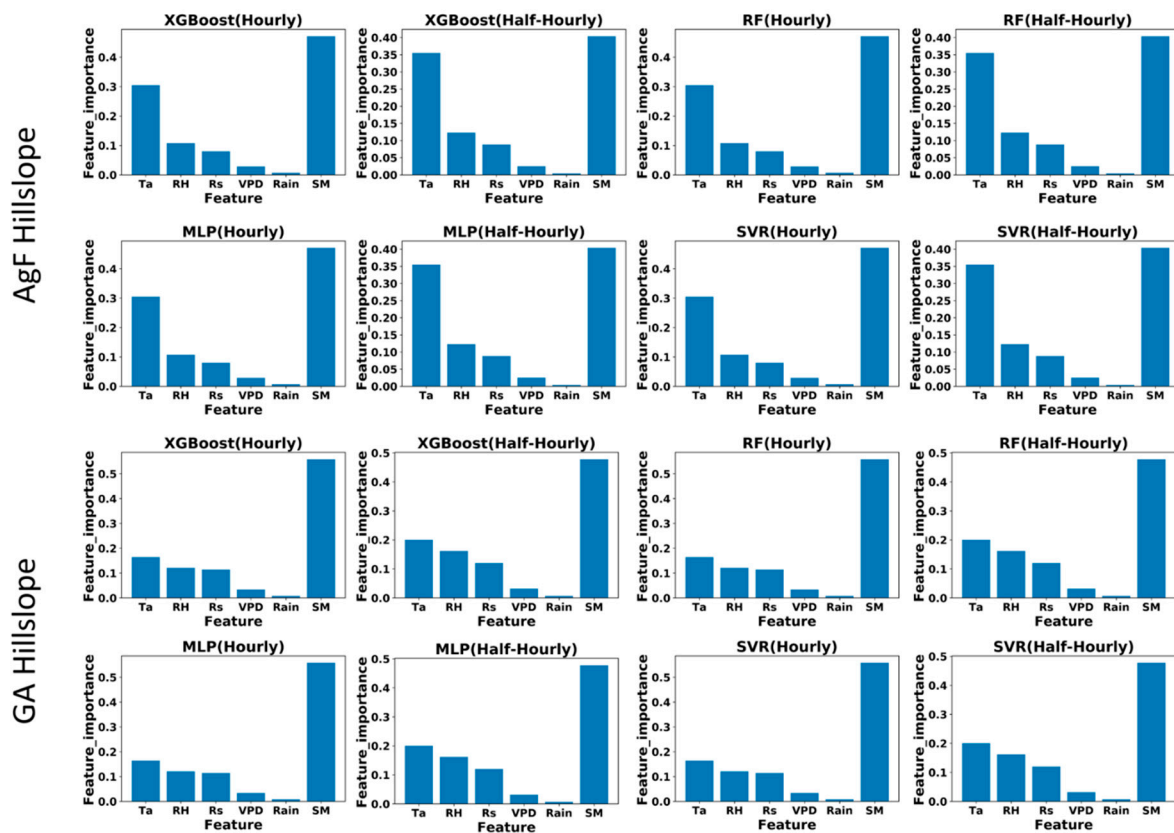 AgF Hillslope
XGBoost(Hourly)
Feature_importance
0.4
0.3
0.2
0.1
0.0
Ta RH Rs VPD Rain SM
Feature
XGBoost(Half-Hourly)
Feature_importance
0.40
0.35
0.30
0.25
0.20
0.15
0.10
0.05
0.00
Ta RH Rs VPD Rain SM
Feature
RF(Hourly)
Feature_importance
0.4
0.3
0.2
0.1
0.0
Ta RH Rs VPD Rain SM
Feature
RF(Half-Hourly)
Feature_importance
0.40
0.35
0.30
0.25
0.20
0.15
0.10
0.05
0.00
Ta RH Rs VPD Rain SM
Feature
MLP(Hourly)
Feature_importance
0.4
0.3
0.2
0.1
0.0
Ta RH Rs VPD Rain SM
Feature
MLP(Half-Hourly)
Feature_importance
0.40
0.35
0.30
0.25
0.20
0.15
0.10
0.05
0.00
Ta RH Rs VPD Rain SM
Feature
SVR(Hourly)
Feature_importance
0.4
0.3
0.2
0.1
0.0
Ta RH Rs VPD Rain SM
Feature
SVR(Half-Hourly)
Feature_importance
0.40
0.35
0.30
0.25
0.20
0.15
0.10
0.05
0.00
Ta RH Rs VPD Rain SM
Feature
GA Hillslope
XGBoost(Hourly)
Feature_importance
0.5
0.4
0.3
0.2
0.1
0.0
Ta RH Rs VPD Rain SM
Feature
XGBoost(Half-Hourly)
Feature_importance
0.5
0.4
0.3
0.2
0.1
0.0
Ta RH Rs VPD Rain SM
Feature
RF(Hourly)
Feature_importance
0.5
0.4
0.3
0.2
0.1
0.0
Ta RH Rs VPD Rain SM
Feature
RF(Half-Hourly)
Feature_importance
0.5
0.4
0.3
0.2
0.1
0.0
Ta RH Rs VPD Rain SM
Feature
MLP(Hourly)
Feature_importance
0.5
0.4
0.3
0.2
0.1
0.0
Ta RH Rs VPD Rain SM
Feature
MLP(Half-Hourly)
Feature_importance
0.5
0.4
0.3
0.2
0.1
0.0
Ta RH Rs VPD Rain SM
Feature
SVR(Hourly)
Feature_importance
0.5
0.4
0.3
0.2
0.1
0.0
Ta RH Rs VPD Rain SM
Feature
SVR(Half-Hourly)
Feature_importance
0.5
0.4
0.3
0.2
0.1
0.0
Ta RH Rs VPD Rain SM
Feature